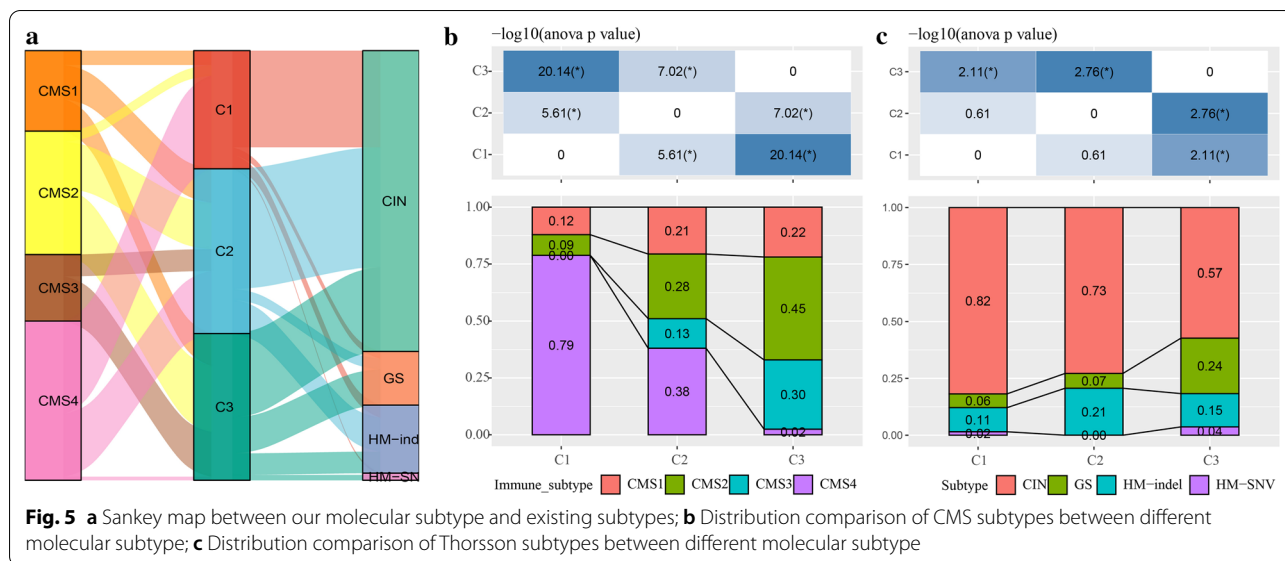 a
CMS1
CMS2
CMS3
CMS4
C1
C2
C3
CIN
GS
HM-ind
HM-SN
b
−log10(anova p value)
C3 20.14(*) 7.02(*) 0
C2 5.61(*) 0 7.02(*)
C1 0 5.61(*) 20.14(*)
1.00
0.75
0.50
0.25
0.00
0.12 0.21 0.22
0.09 0.28 0.45
0.00 0.13 0.30
0.79 0.38 0.02
C1 C2 C3
Immune_subtype CMS1 CMS2 CMS3 CMS4
c
−log10(anova p value)
C3 2.11(*) 2.76(*) 0
C2 0.61 0 2.76(*)
C1 0 0.61 2.11(*)
1.00
0.75
0.50
0.25
0.00
0.82 0.73 0.57
0.06 0.07 0.24
0.11 0.21 0.15
0.02 0.00 0.04
C1 C2 C3
Subtype CIN GS HM−indel HM−SNV
Fig. 5 a Sankey map between our molecular subtype and existing subtypes; b Distribution comparison of CMS subtypes between different
molecular subtype; c Distribution comparison of Thorsson subtypes between different molecular subtype